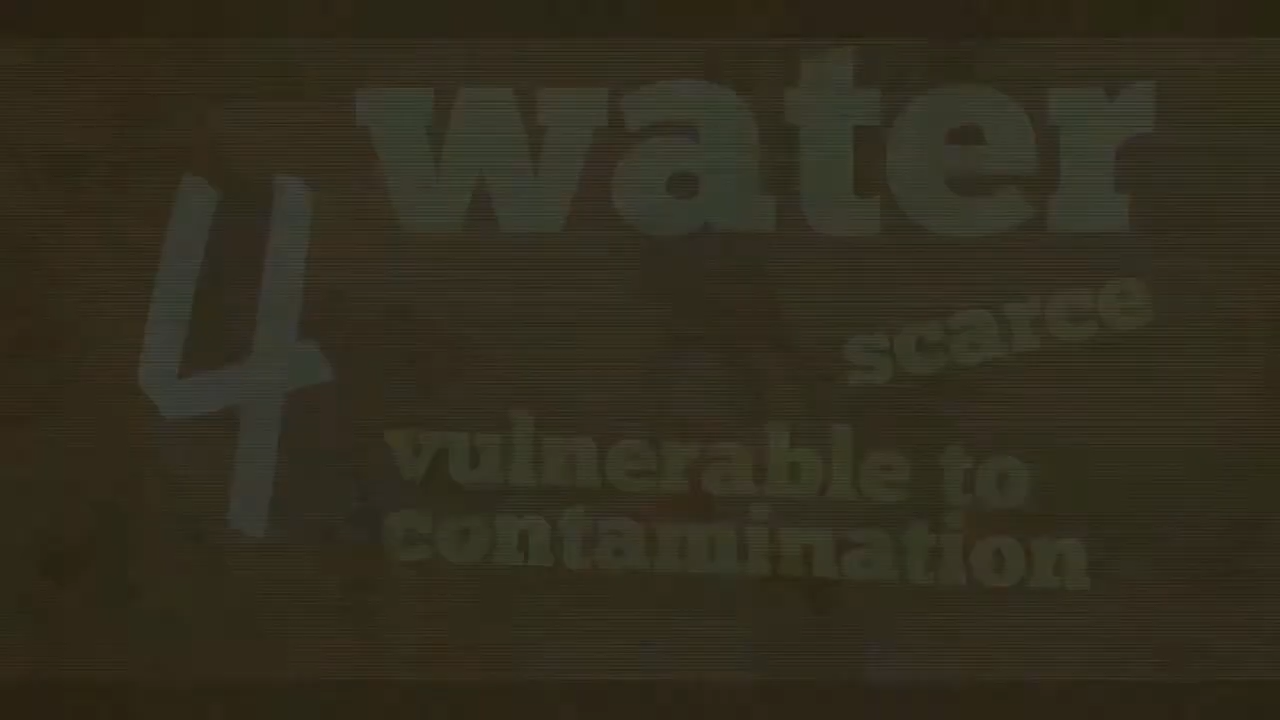 4
water
scarce
vulnerable to
contamination